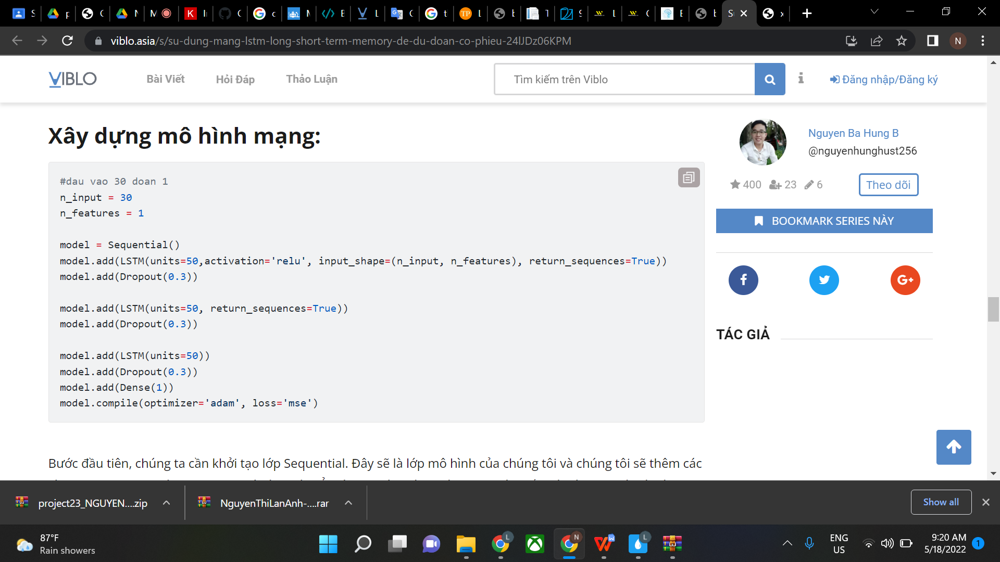 viblo.asia/s/su-dung-mang-lstm-long-short-term-memory-de-du-doan-co-phieu-24lJDz06KPM
N
VIBLO
Bài Viết
Hỏi Đáp
Thảo Luận
Tìm kiếm trên Viblo
Đăng nhập/Đăng ký
Xây dựng mô hình mạng:
#dau vao 30 doan 1
n_input = 30
n_features = 1
model = Sequential()
model.add(LSTM(units=50,activation='relu', input_shape=(n_input, n_features), return_sequences=True))
model.add(Dropout(0.3))
model.add(LSTM(units=50, return_sequences=True))
model.add(Dropout(0.3))
model.add(LSTM(units=50))
model.add(Dropout(0.3))
model.add(Dense(1))
model.compile(optimizer='adam', loss='mse')
Bước đầu tiên, chúng ta cần khởi tạo lớp Sequential. Đây sẽ là lớp mô hình của chúng tôi và chúng tôi sẽ thêm các
Nguyen Ba Hung B
@nguyenhunghust256
400
23
6
Theo dõi
BOOKMARK SERIES NÀY
TÁC GIẢ
project23_NGUYEN....zip
NguyenThiLanAnh-....rar
Show all
87°F
Rain showers
ENG
US
9:20 AM
5/18/2022
1